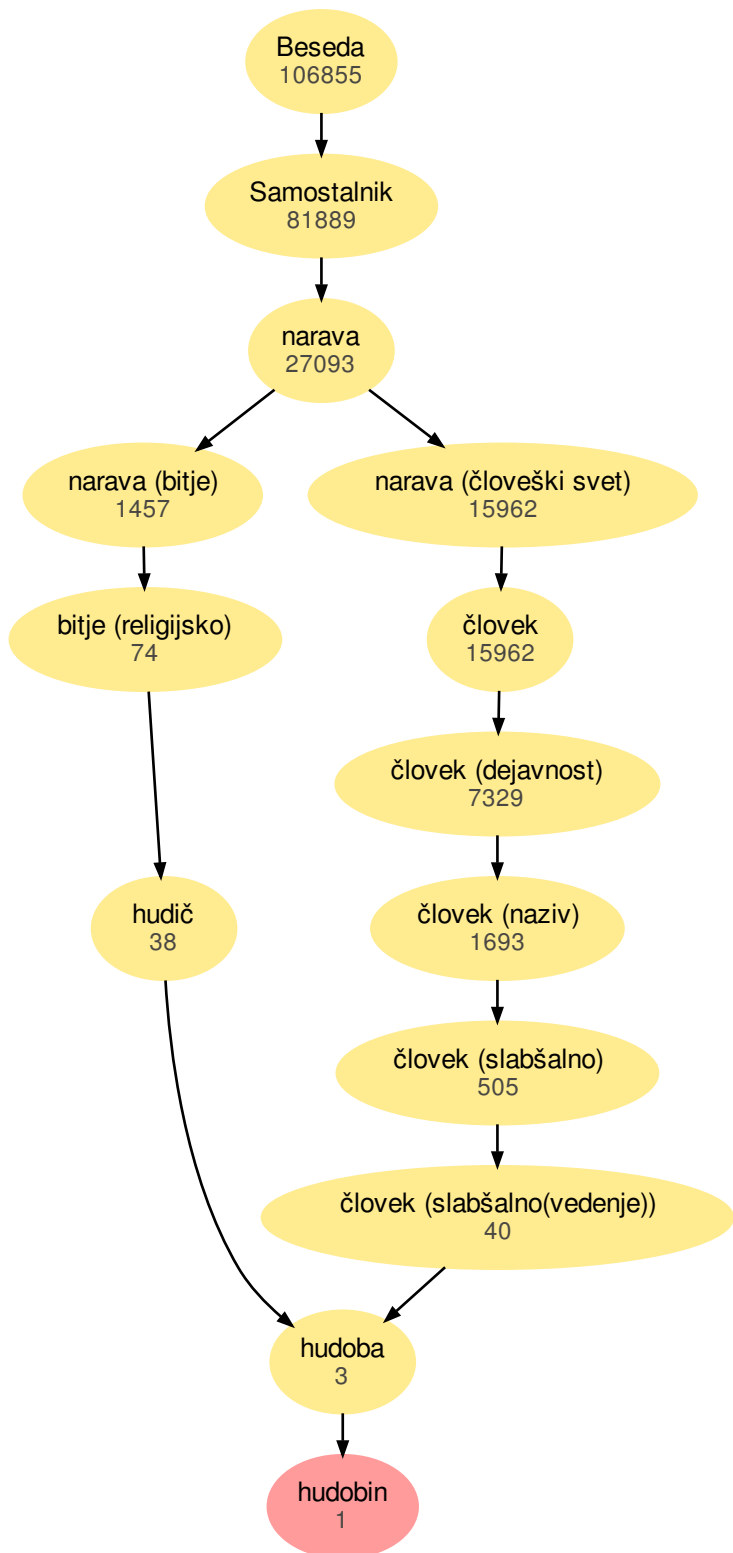 Beseda
106855
Samostalnik
81889
narava
27093
narava (bitje)
1457
narava (človeški svet)
15962
bitje (religijsko)
74
človek
15962
človek (dejavnost)
7329
hudič
38
človek (naziv)
1693
človek (slabšalno)
505
človek (slabšalno(vedenje))
40
hudoba
3
hudobin
1